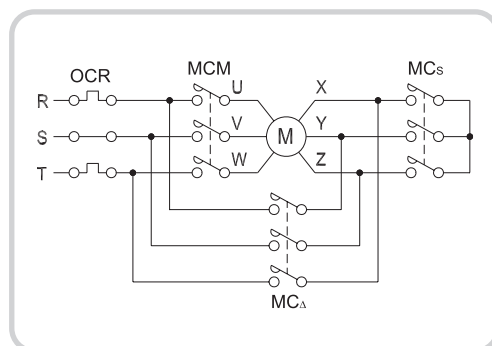 OCR MCM U X MCS
R
S V M Y
T W Z
MCΔ